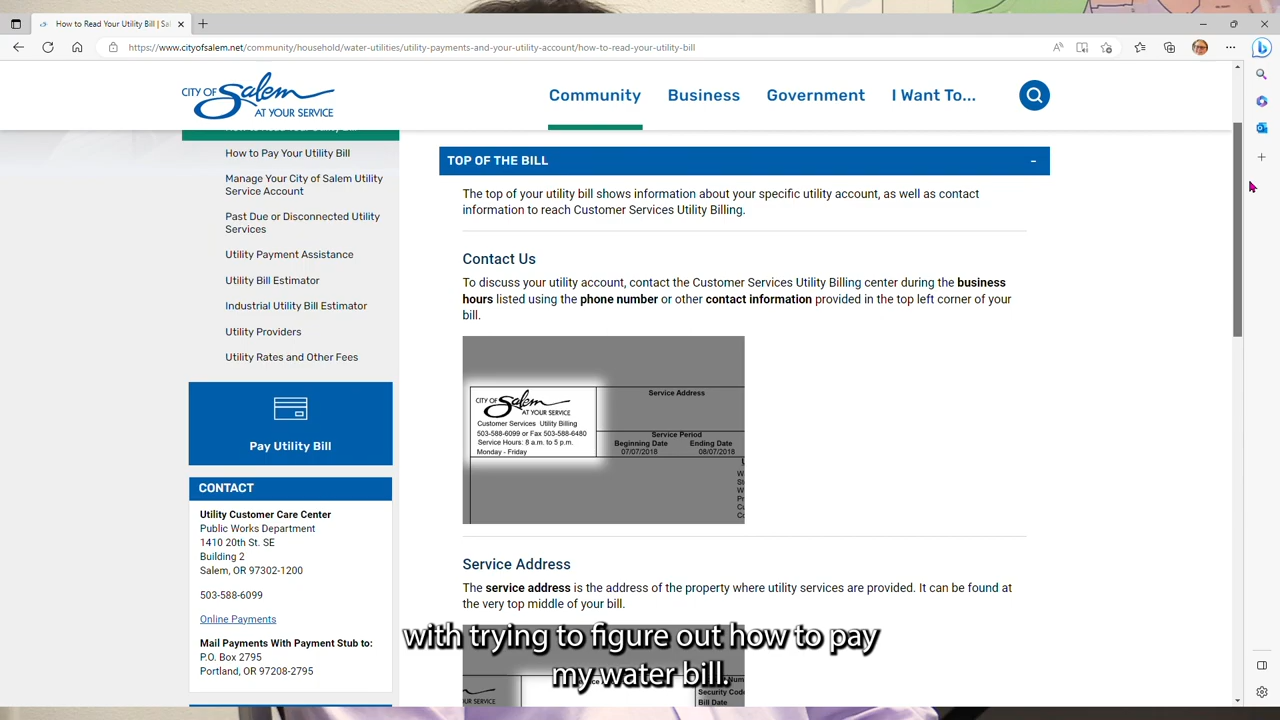 How to Read Your Utility Bill | Sal
https://www.cityofsalem.net/community/household/water-utilities/utility-payments-and-your-utility-account/how-to-read-your-utility-bill
CITY OF Salem
AT YOUR SERVICE
Community
Business
Government
I Want To...
How to Pay Your Utility Bill
Manage Your City of Salem Utility
Service Account
Past Due or Disconnected Utility
Services
Utility Payment Assistance
Utility Bill Estimator
Industrial Utility Bill Estimator
Utility Providers
Utility Rates and Other Fees
Pay Utility Bill
CONTACT
Utility Customer Care Center
Public Works Department
1410 20th St. SE
Building 2
Salem, OR 97302-1200
503-588-6099
Online Payments
Mail Payments With Payment Stub to:
P.O. Box 2795
Portland, OR 97208-2795
TOP OF THE BILL
The top of your utility bill shows information about your specific utility account, as well as contact
information to reach Customer Services Utility Billing.
Contact Us
To discuss your utility account, contact the Customer Services Utility Billing center during the business
hours listed using the phone number or other contact information provided in the top left corner of your
bill.
CITY OF Salem
AT YOUR SERVICE
Customer Services Utility Billing
503-588-6099 or Fax 503-588-6480
Service Hours: 8 a.m. to 5 p.m.
Monday - Friday
Service Address
Service Period
Beginning Date Ending Date
07/07/2018 08/07/2018
Service Address
The service address is the address of the property where utility services are provided. It can be found at
the very top middle of your bill.
with trying to figure out how to pay
my water bill.
Security Cod
Bill Date